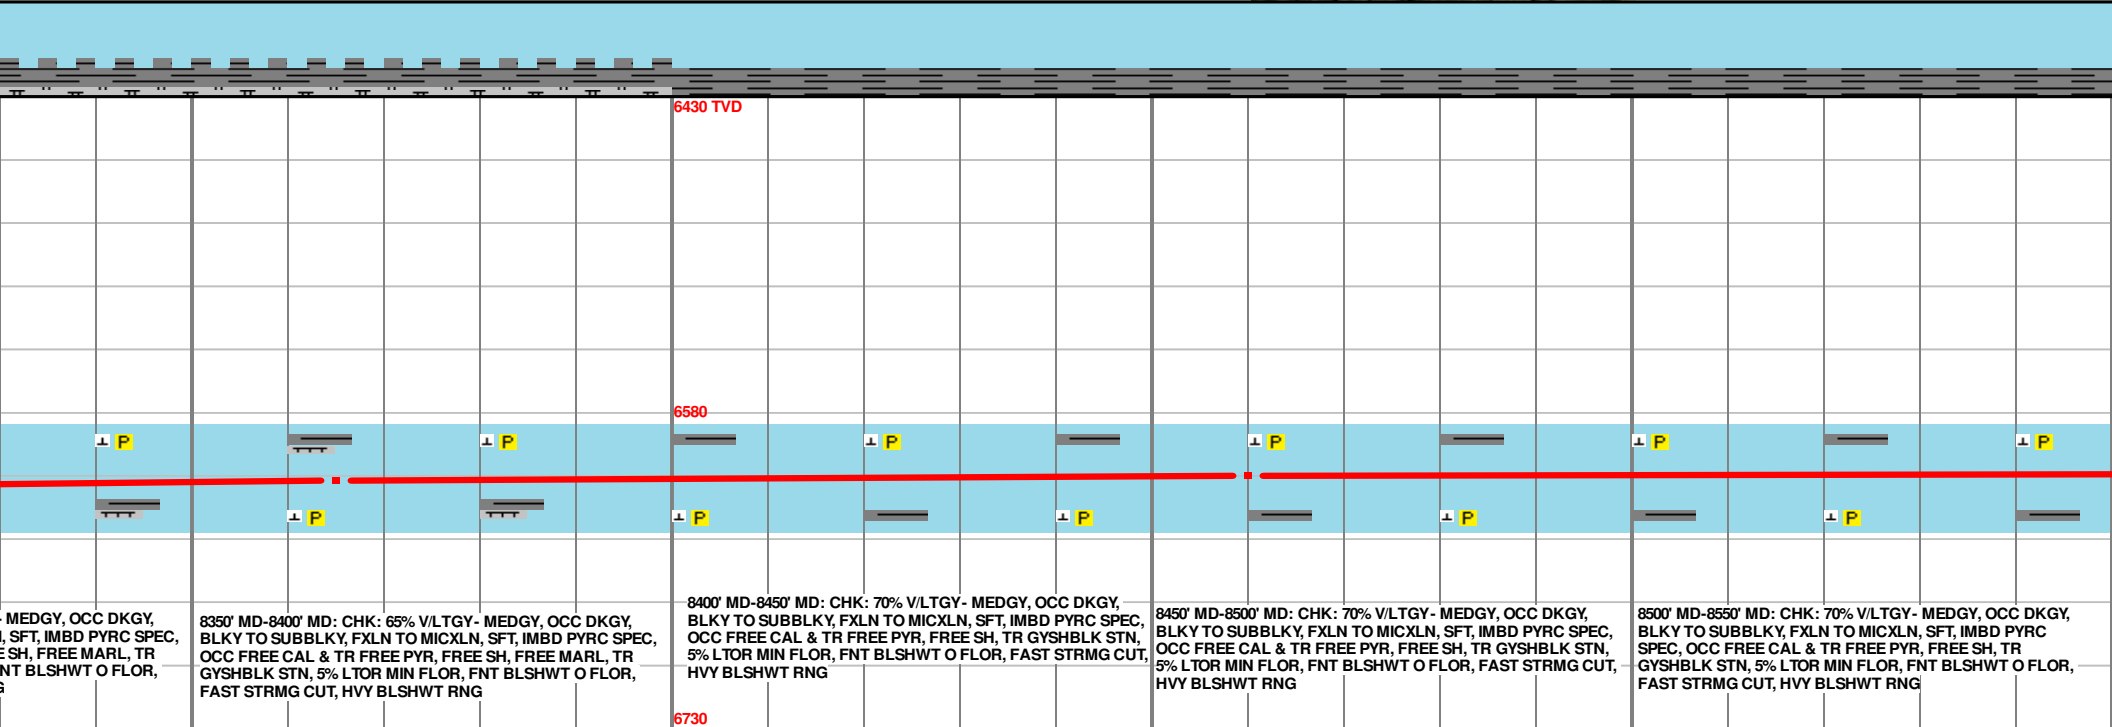 6430 TVD
6580
P
P
P
P
P
P
P
P
P
P
P
- MEDGY, OCC DKGY,
, SFT, IMBD PYRC SPEC,
E SH, FREE MARL, TR
NT BLSHWT O FLOR,
G
8350' MD-8400' MD: CHK: 65% V/LTGY- MEDGY, OCC DKGY,
BLKY TO SUBBLKY, FXLN TO MICXLN, SFT, IMBD PYRC SPEC,
OCC FREE CAL & TR FREE PYR, FREE SH, FREE MARL, TR
GYSHBLK STN, 5% LTOR MIN FLOR, FNT BLSHWT O FLOR,
FAST STRMG CUT, HVY BLSHWT RNG
8400' MD-8450' MD: CHK: 70% V/LTGY- MEDGY, OCC DKGY,
BLKY TO SUBBLKY, FXLN TO MICXLN, SFT, IMBD PYRC SPEC,
OCC FREE CAL & TR FREE PYR, FREE SH, TR GYSHBLK STN,
5% LTOR MIN FLOR, FNT BLSHWT O FLOR, FAST STRMG CUT,
HVY BLSHWT RNG
8450' MD-8500' MD: CHK: 70% V/LTGY- MEDGY, OCC DKGY,
BLKY TO SUBBLKY, FXLN TO MICXLN, SFT, IMBD PYRC SPEC,
OCC FREE CAL & TR FREE PYR, FREE SH, TR GYSHBLK STN,
5% LTOR MIN FLOR, FNT BLSHWT O FLOR, FAST STRMG CUT,
HVY BLSHWT RNG
8500' MD-8550' MD: CHK: 70% V/LTGY- MEDGY, OCC DKGY,
BLKY TO SUBBLKY, FXLN TO MICXLN, SFT, IMBD PYRC
SPEC, OCC FREE CAL & TR FREE PYR, FREE SH, TR
GYSHBLK STN, 5% LTOR MIN FLOR, FNT BLSHWT O FLOR,
FAST STRMG CUT, HVY BLSHWT RNG
6730